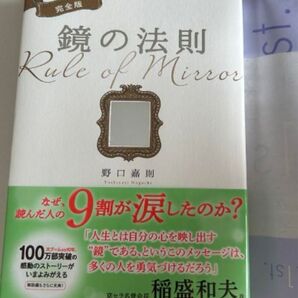 完全版
鏡の法則
Rule of Mirror
野口嘉則
Yoshinori Noguchi
なぜ、
読んだ人の
9割が涙したのか?
100万部突破の
感動のストーリーが
いまよみがえる
「人生とは自分の心を映し出す
“鏡”である、というこのメッセージは、
多くの人を勇気づけるだろう」
稲盛和夫
st.
st.